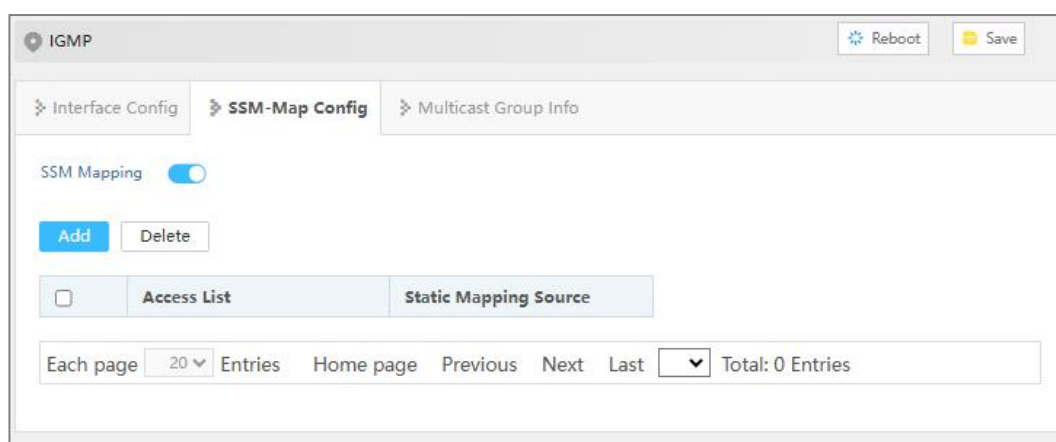 IGMP Reboot Save
Interface Config SSM-Map Config Multicast Group Info
SSM Mapping
Add Delete
Access List Static Mapping Source
Each page 20 Entries Home page Previous Next Last Total: 0 Entries